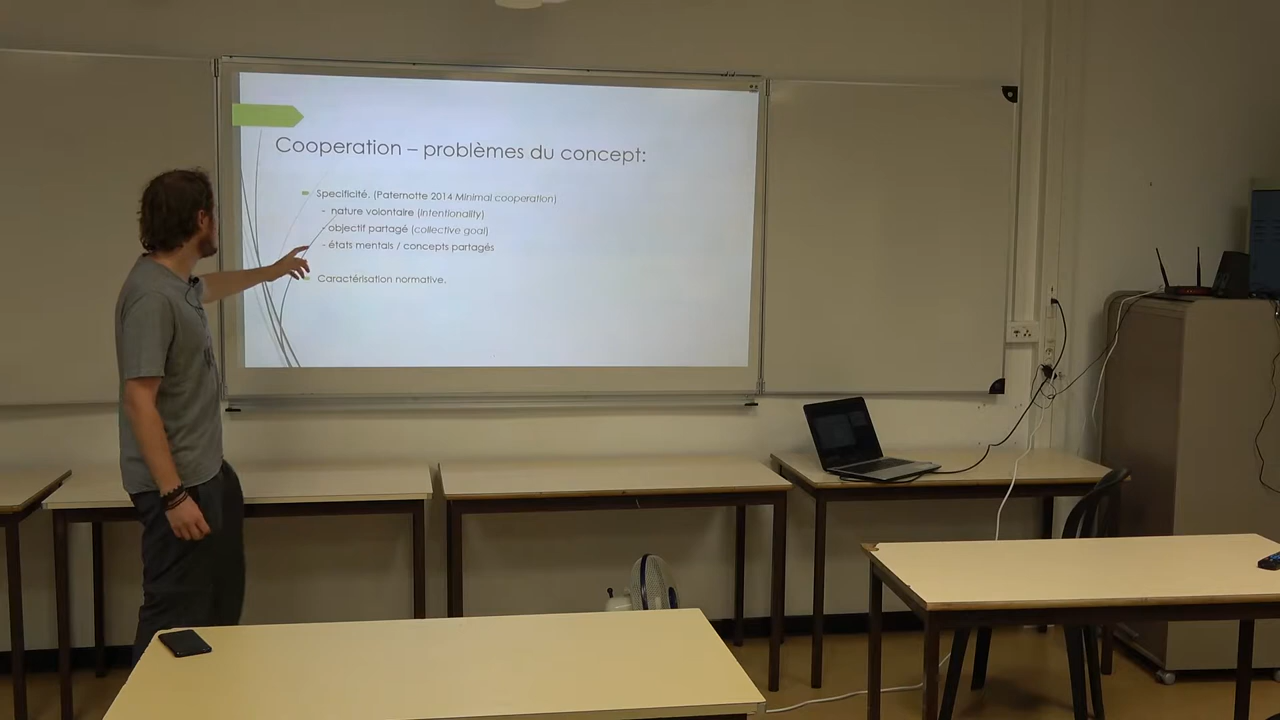 Cooperation – problèmes du concept:
Specificité. (Paternotte 2014 Minimal cooperation)
- nature volontaire (intentionality)
- objectif partagé (collective goal)
- états mentais / concepts partagés
Caractérisation normative.